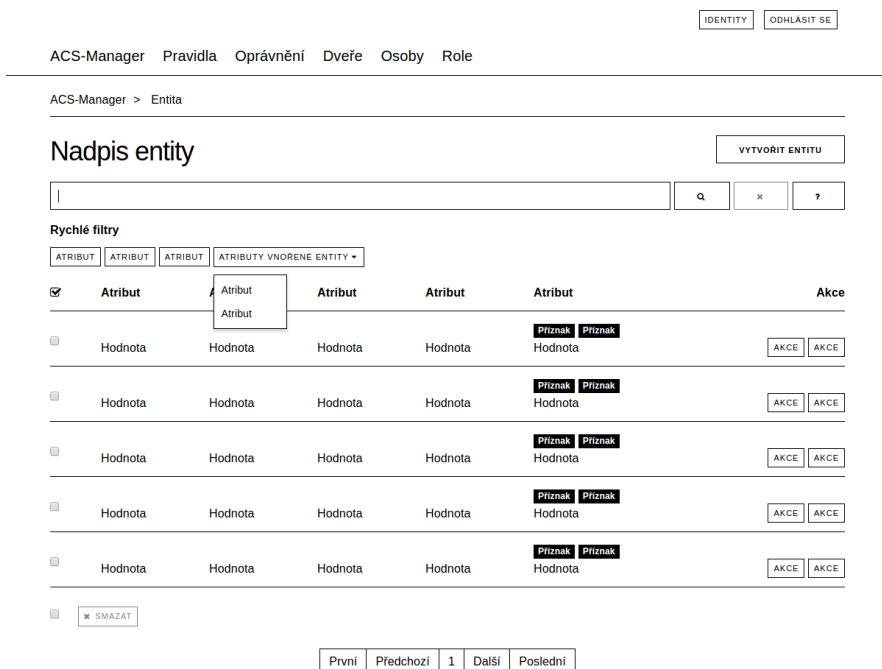 IDENTITY ODHLÁSIT SE
ACS-Manager Pravidla Oprávnění Dveře Osoby Role
ACS-Manager > Entita
Nadpis entity VYTVOŘIT ENTITU
?
Rychlé filtry
ATRIBUT ATRIBUT ATRIBUT ATRIBUTY VNOŘENÉ ENTITY
Atribut
Atribut
Atribut Atribut Atribut Atribut Akce
Příznak Příznak
Hodnota Hodnota Hodnota Hodnota Hodnota AKCE AKCE
Příznak Příznak
Hodnota Hodnota Hodnota Hodnota Hodnota AKCE AKCE
Příznak Příznak
Hodnota Hodnota Hodnota Hodnota Hodnota AKCE AKCE
Příznak Příznak
Hodnota Hodnota Hodnota Hodnota Hodnota AKCE AKCE
Příznak Příznak
Hodnota Hodnota Hodnota Hodnota Hodnota AKCE AKCE
SMAZAT
První Předchozí 1 Další Poslední